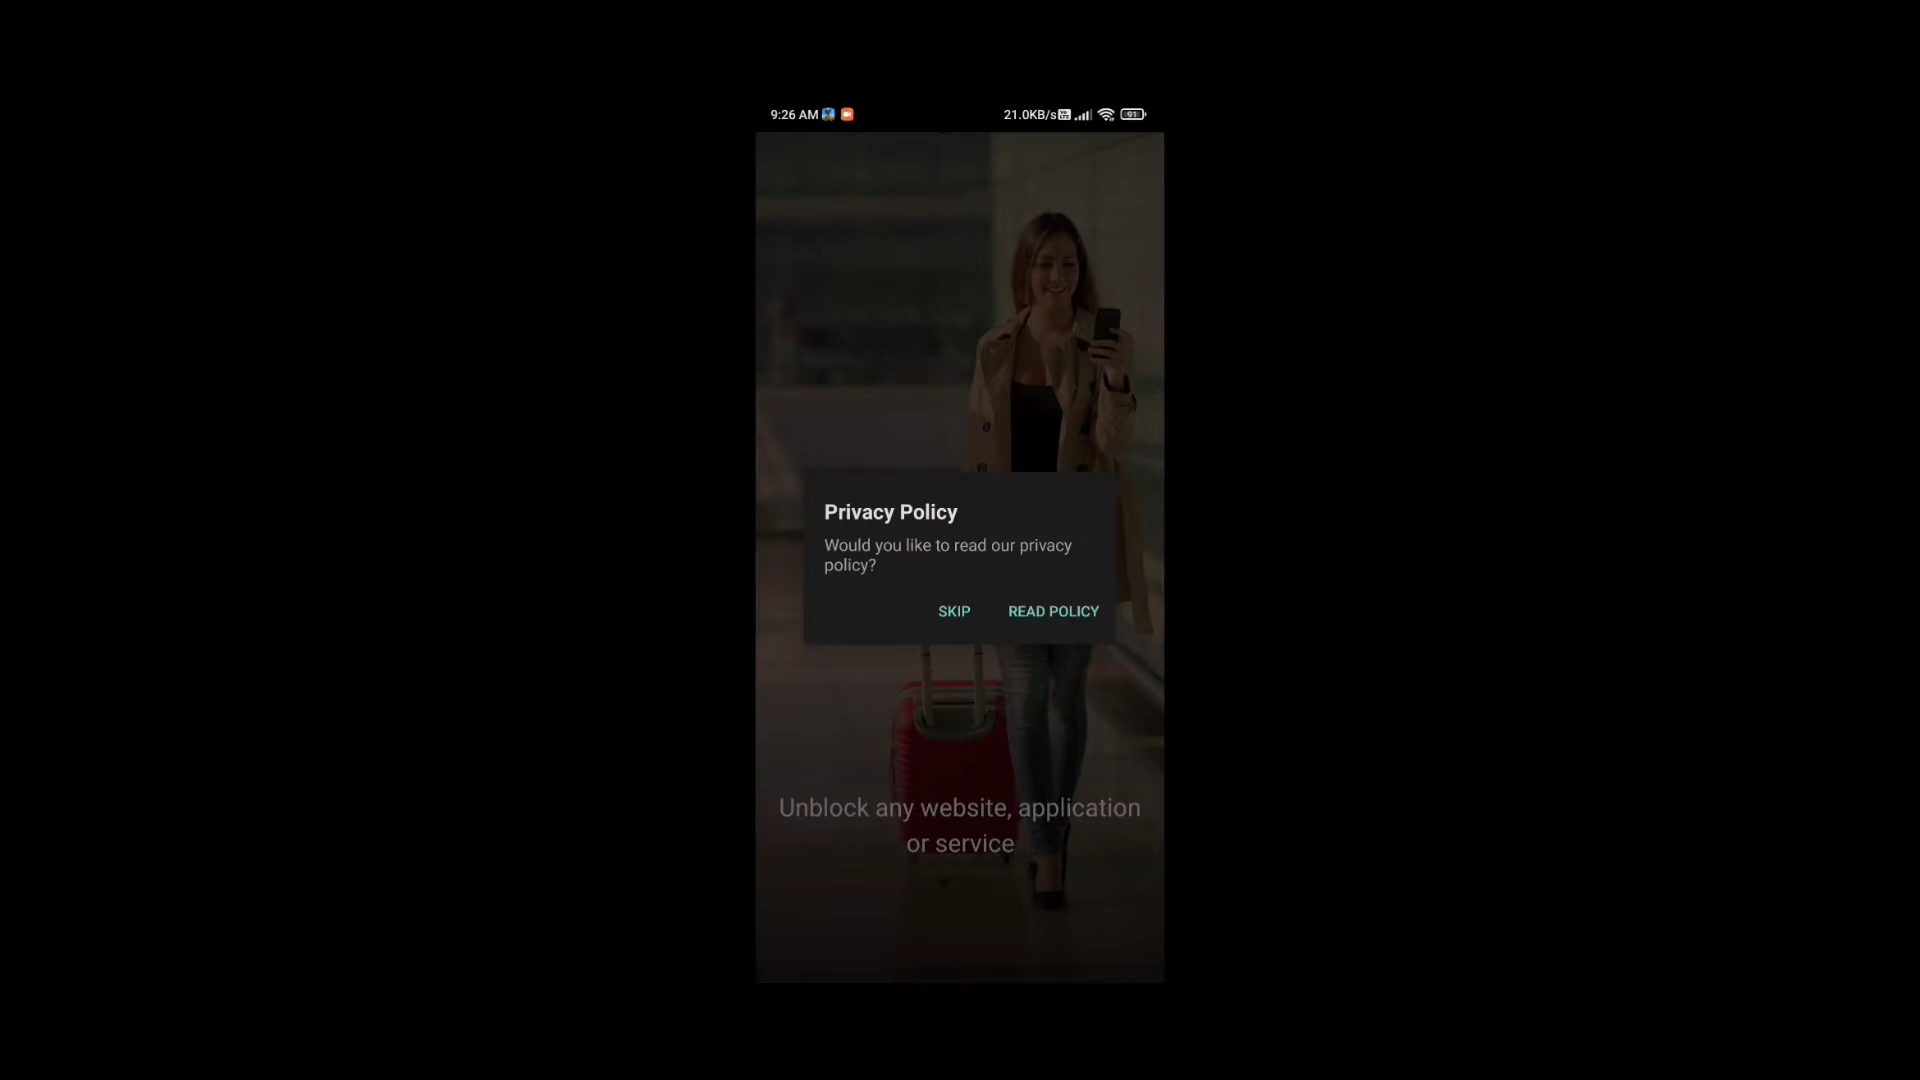 9:26 AM
21.0KB/s
91
Privacy Policy
Would you like to read our privacy
policy?
SKIP
READ POLICY
Unblock any website, application
or service